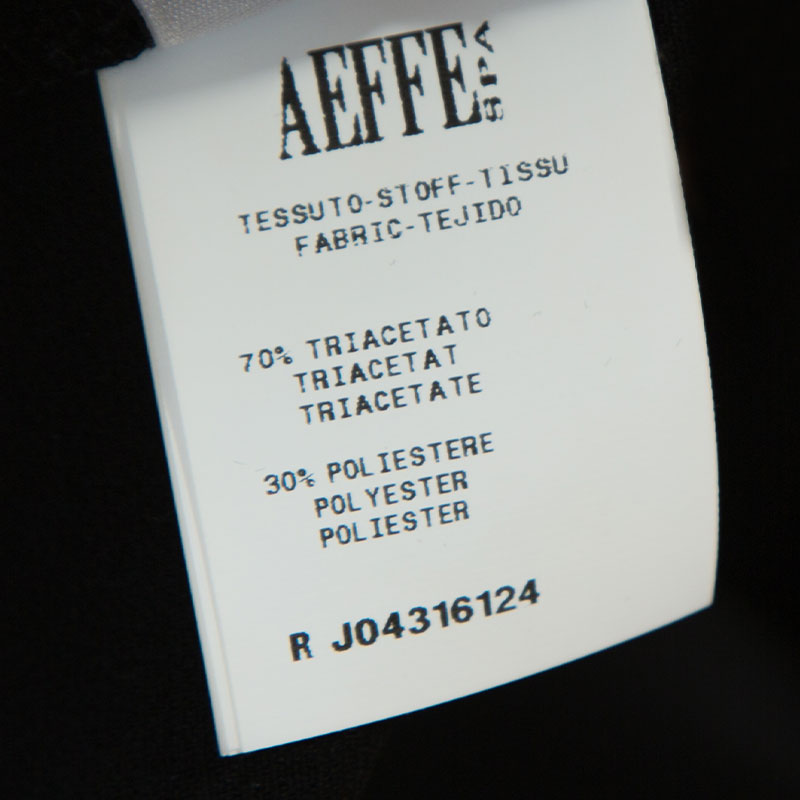 AEFFE SPA
TESSUTO-STOFF-TISSU
FABRIC-TEJIDO
70% TRIACETATO
TRIACETAT
TRIACETATE
30% POLIESTERE
POLYESTER
POLIESTER
R J04316124